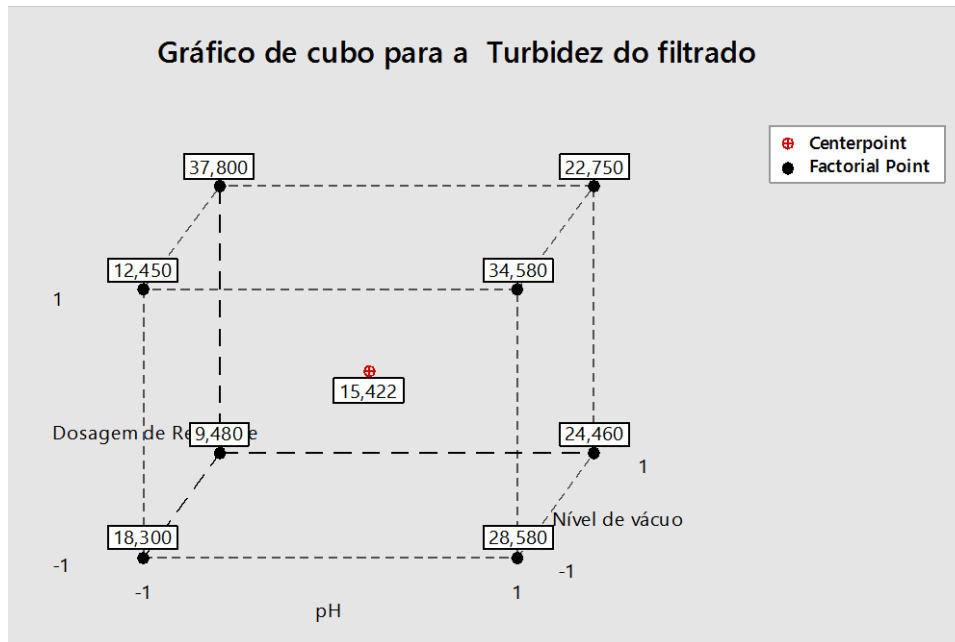 Gráfico de cubo para a Turbidez do filtrado
Centerpoint
Factorial Point
37,800
22,750
12,450
34,580
1
15,422
Dosagem de
9,480
24,460
1
Nível de vácuo
18,300
28,580
-1
-1
-1
1
pH